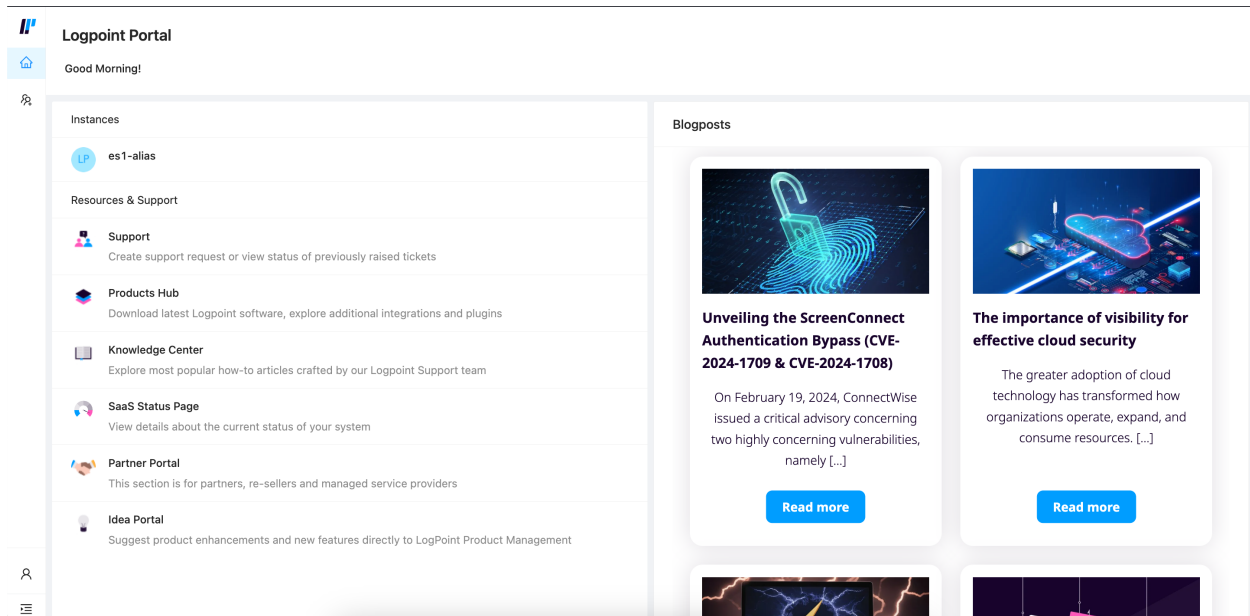 Logpoint Portal
Good Morning!
Instances
LP
es1-alias
Resources & Support
Support
Create support request or view status of previously raised tickets
Products Hub
Download latest Logpoint software, explore additional integrations and plugins
Knowledge Center
Explore most popular how-to articles crafted by our Logpoint Support team
SaaS Status Page
View details about the current status of your system
Partner Portal
This section is for partners, re-sellers and managed service providers
Idea Portal
Suggest product enhancements and new features directly to LogPoint Product Management
Blogposts
Unveiling the ScreenConnect
Authentication Bypass (CVE-
2024-1709 & CVE-2024-1708)
On February 19, 2024, ConnectWise
issued a critical advisory concerning
two highly concerning vulnerabilities,
namely [...]
Read more
The importance of visibility for
effective cloud security
The greater adoption of cloud
technology has transformed how
organizations operate, expand, and
consume resources. [...]
Read more